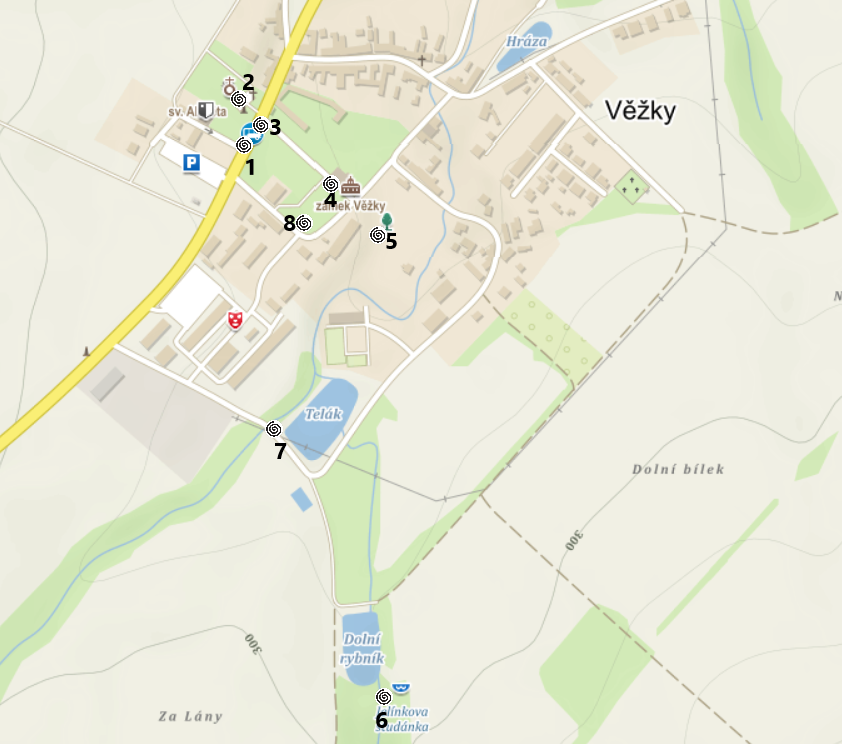 Hráza
Věžky
2
sv. A ta
3
1
P
4
zámek Věžky
8
5
N
Telák
7
Dolní bílek
300
Dolní
rybník
300
6
Za Lány
studánka